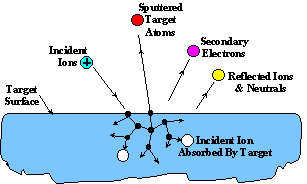 Sputtered
Target
Atoms
Incident
Ions
Secondary
Electrons
Reflected Ions
& Neutrals
Target
Surface
Incident Ion
Absorbed By Target